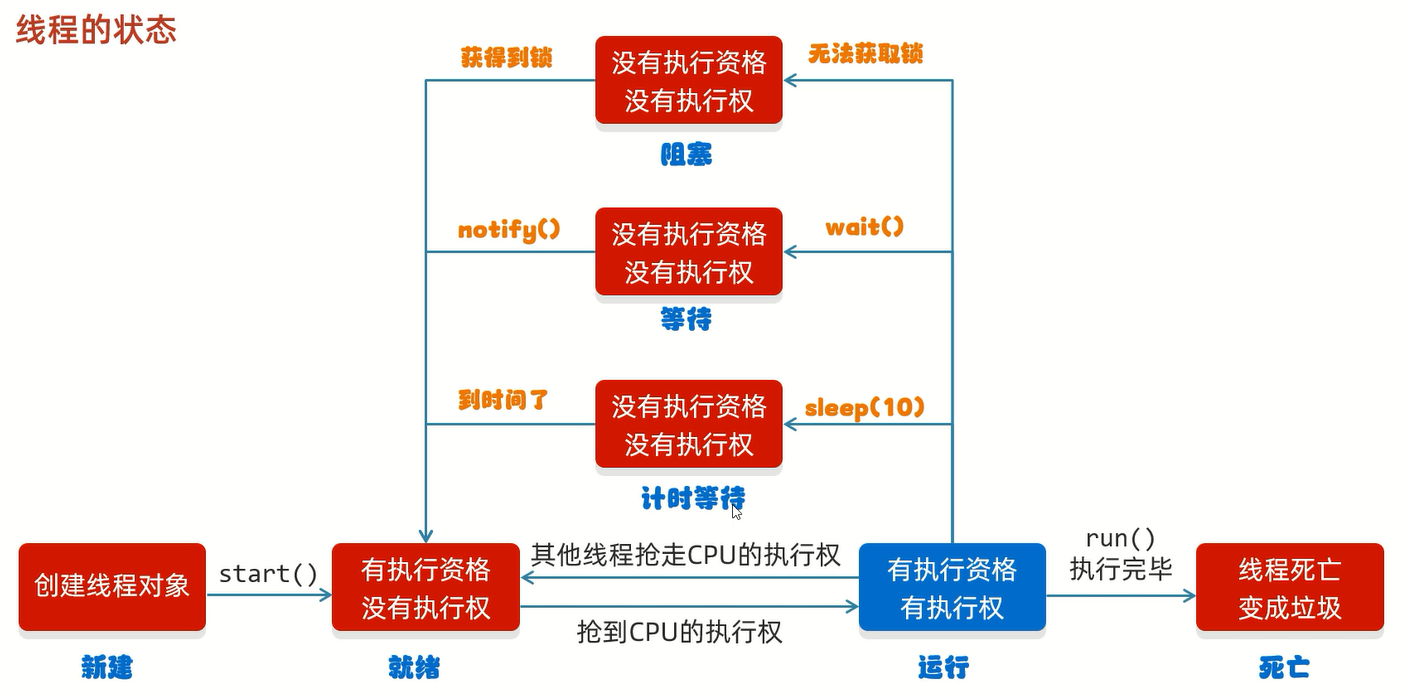 线程的状态
获得到锁
没有执行资格
没有执行权
无法获取锁
阻塞
notify()
没有执行资格
没有执行权
wait()
等待
到时间了
没有执行资格
没有执行权
sleep(10)
计时等待
创建线程对象
start()
有执行资格
没有执行权
其他线程抢走CPU的执行权
抢到CPU的执行权
有执行资格
有执行权
run()
执行完毕
线程死亡
变成垃圾
新建
就绪
运行
死亡